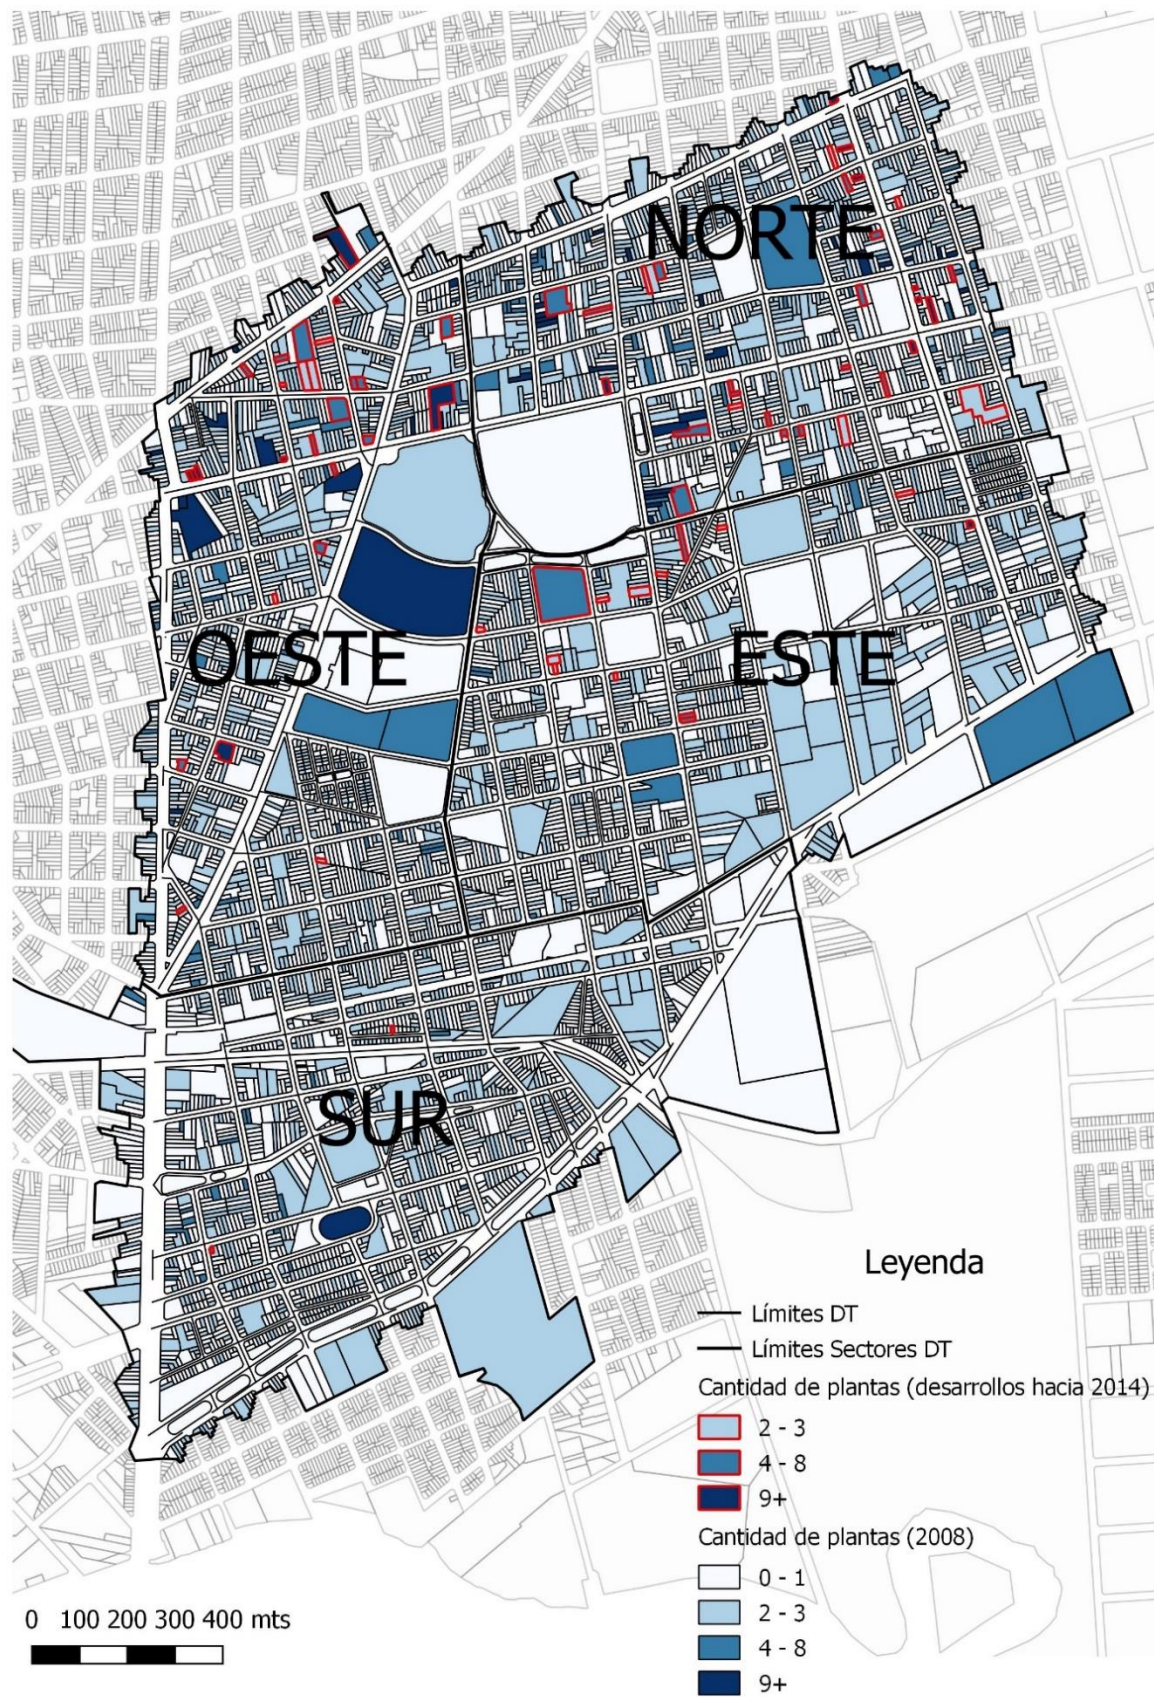 NORTE
OESTE
ESTE
SUR
Leyenda
Límites DT
Límites Sectores DT
Cantidad de plantas (desarrollos hacia 2014)
2 - 3
4 - 8
9+
Cantidad de plantas (2008)
0 - 1
2 - 3
4 - 8
9+
0 100 200 300 400 mts